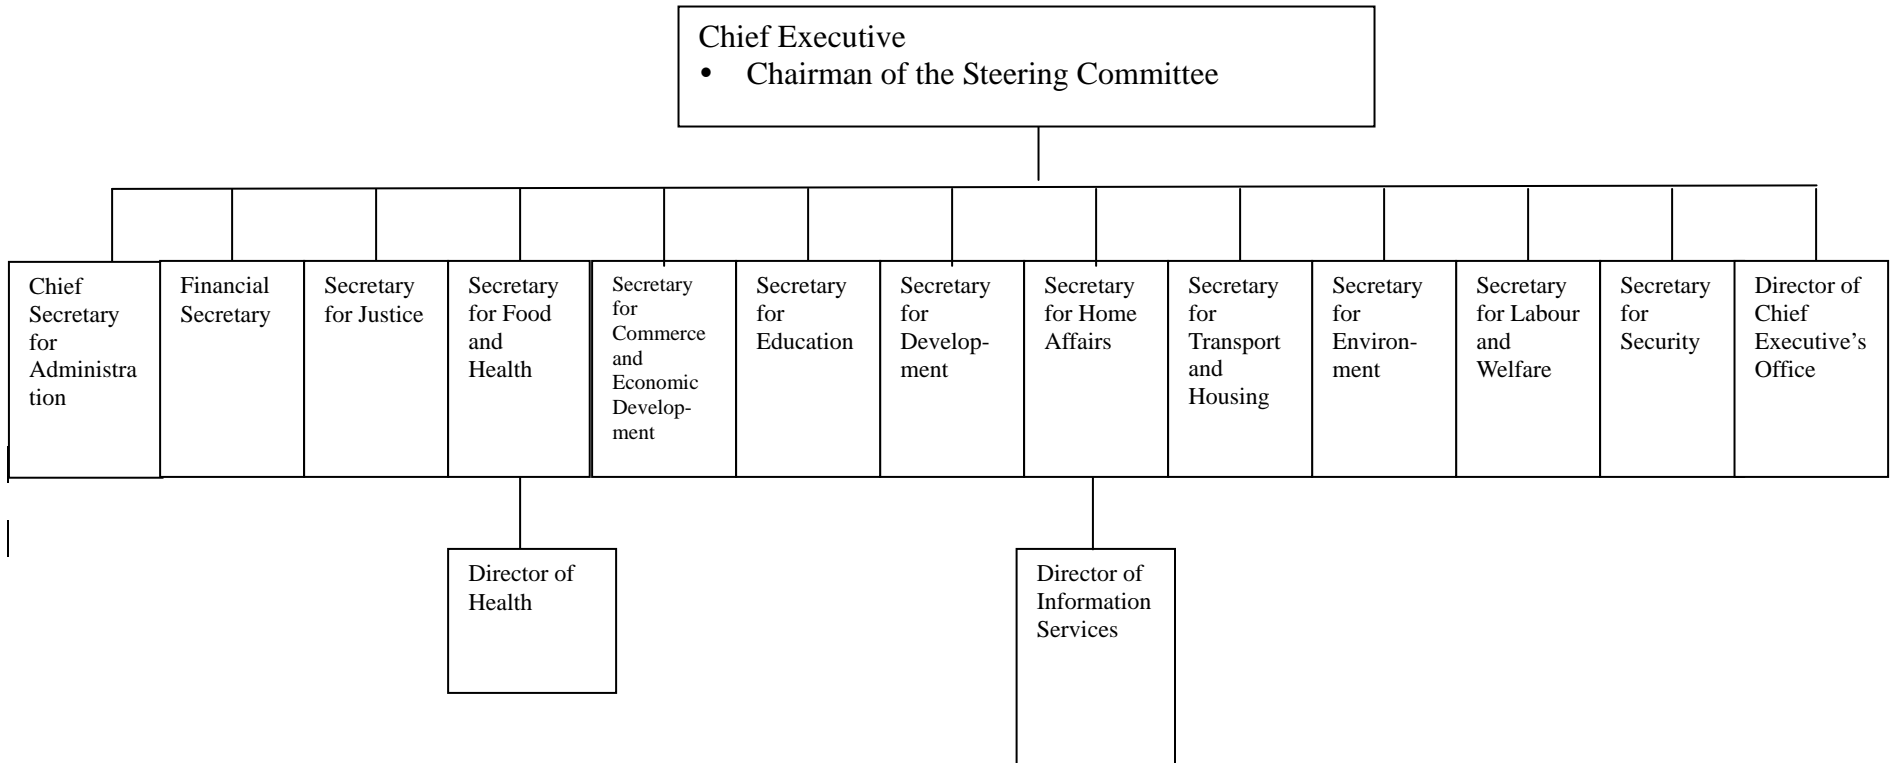 Chief Executive
• Chairman of the Steering Committee
Chief
Secretary
for
Administra
tion
Financial
Secretary
Secretary
for Justice
Secretary
for Food
and
Health
Secretary
for
Commerce
and
Economic
Develop-
ment
Secretary
for
Education
Secretary
for
Develop-
ment
Secretary
for Home
Affairs
Secretary
for
Transport
and
Housing
Secretary
for
Environ-
ment
Secretary
for Labour
and
Welfare
Secretary
for
Security
Director of
Chief
Executive’s
Office
Director of
Health
Director of
Information
Services